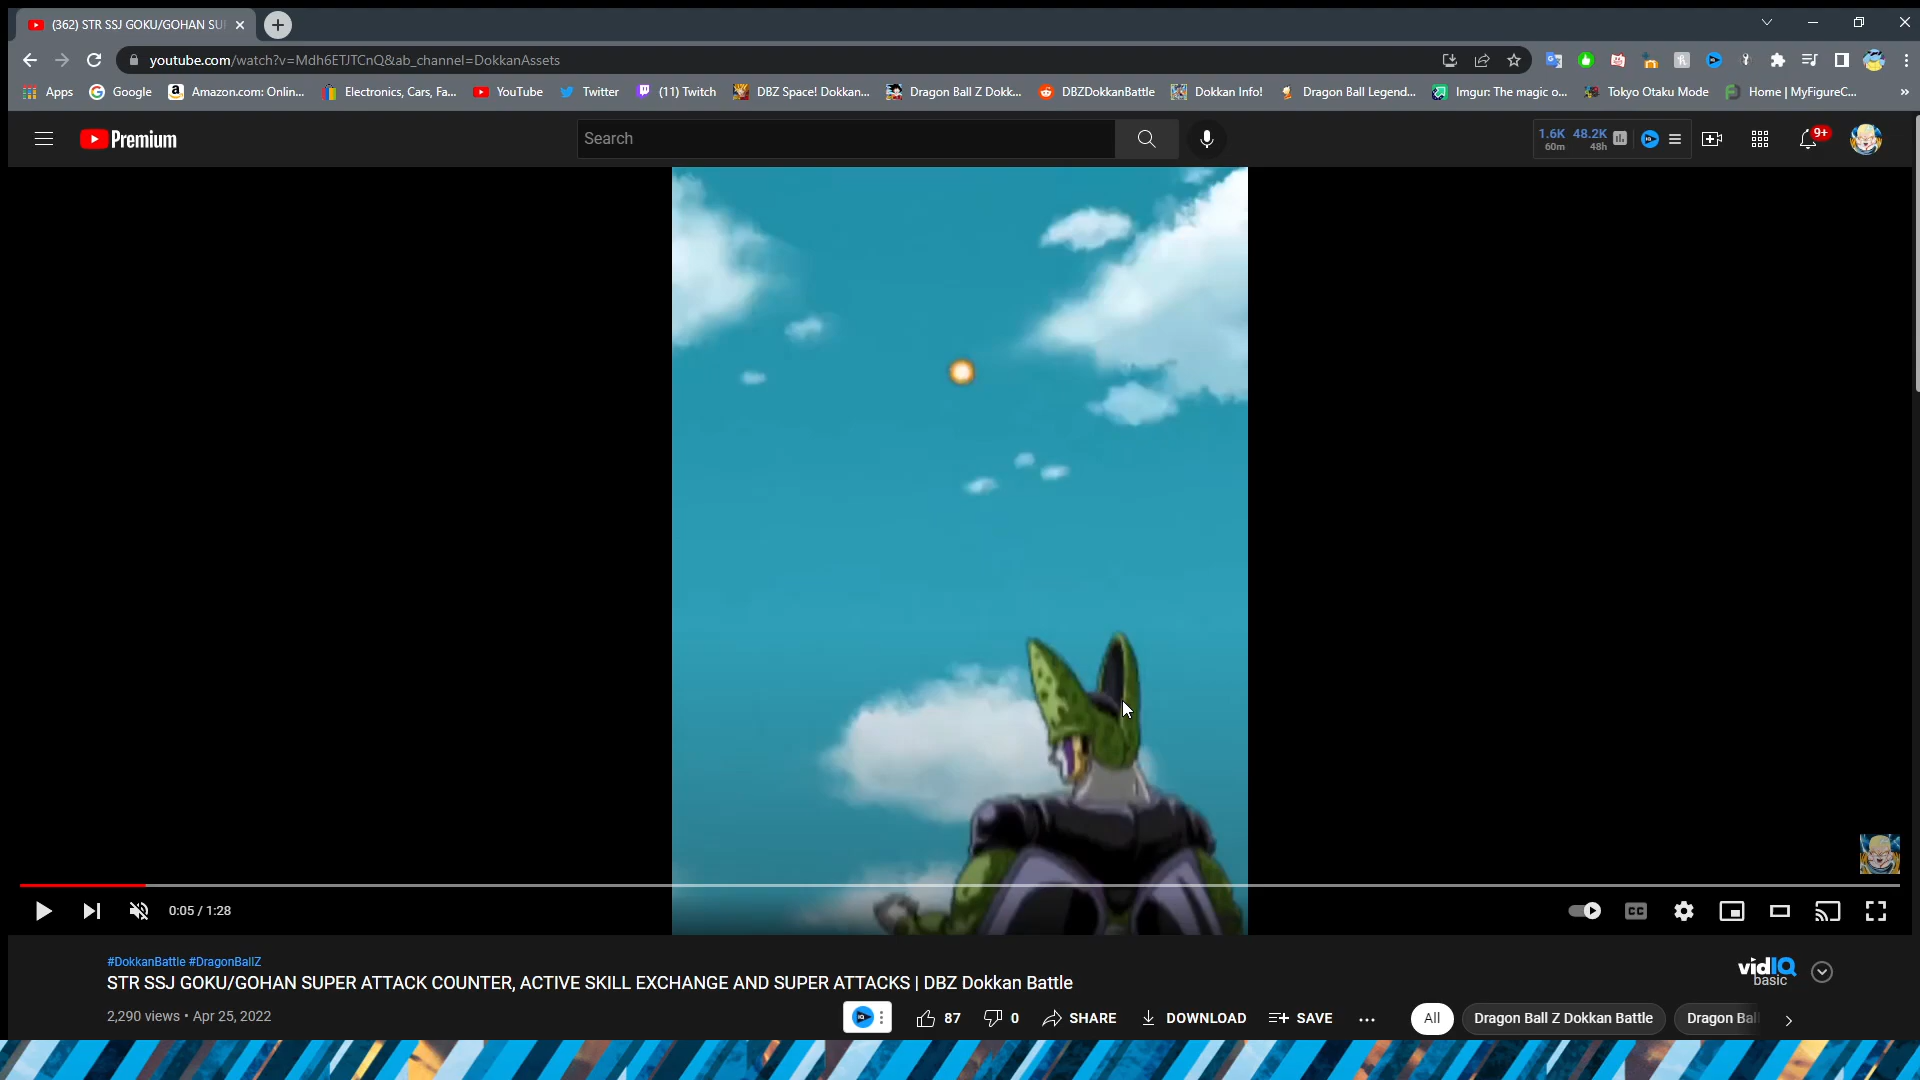 (362) STR SSJ GOKU/GOHAN SU
youtube.com/watch?v=Mdh6ETJTCnQ&ab_channel=DokkanAssets
Apps Google Amazon.com: Onlin... Electronics, Cars, Fa... YouTube Twitter (11) Twitch DBZ Space! Dokkan... Dragon Ball Z Dokk... DBZDokkanBattle Dokkan Info! Dragon Ball Legend... Imgur: The magic o... Tokyo Otaku Mode Home | MyFigureC... »
Premium Search 1.6K 48.2K 9+
60m 48h
0:05 / 1:28 CC
#DokkanBattle #DragonBallZ
STR SSJ GOKU/GOHAN SUPER ATTACK COUNTER, ACTIVE SKILL EXCHANGE AND SUPER ATTACKS | DBZ Dokkan Battle
vidIQ
basic
2,290 views • Apr 25, 2022
87 0 SHARE DOWNLOAD SAVE ... All Dragon Ball Z Dokkan Battle Dragon Bal